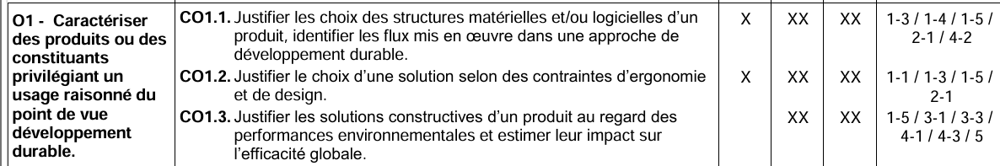 O1 - Caractériser
des produits ou des
constituants
privilégiant un
usage raisonné du
point de vue
développement
durable.
CO1.1. Justifier les choix des structures matérielles et/ou logicielles d'un
produit, identifier les flux mis en œuvre dans une approche de
développement durable.
X XX XX 1-3 / 1-4 / 1-5 /
2-1 / 4-2
CO1.2. Justifier le choix d'une solution selon des contraintes d'ergonomie
et de design.
X XX XX 1-1 / 1-3 / 1-5 /
2-1
CO1.3. Justifier les solutions constructives d'un produit au regard des
performances environnementales et estimer leur impact sur
l'efficacité globale.
XX XX 1-5 / 3-1 / 3-3 /
4-1 / 4-3 / 5